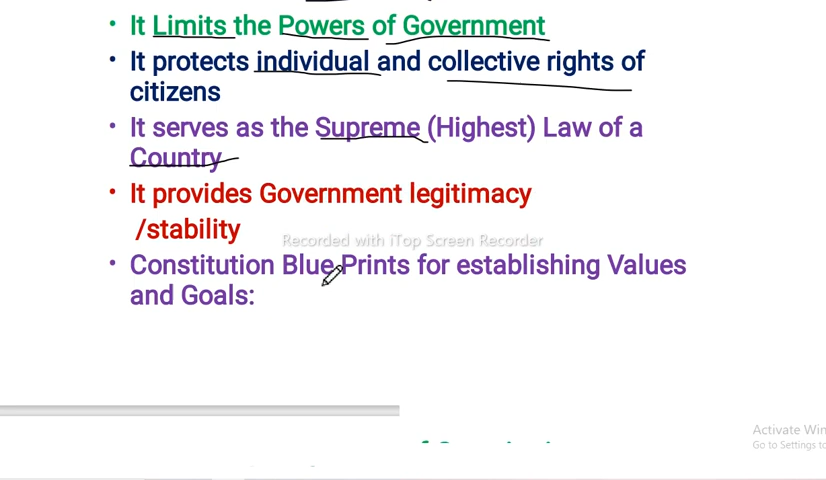 • It Limits the Powers of Government
• It protects individual and collective rights of
citizens
• It serves as the Supreme (Highest) Law of a
Country
• It provides Government legitimacy
/stability
Recorded with iTop Screen Recorder
• Constitution Blue Prints for establishing Values
and Goals:
Activate Win
Go to Settings to